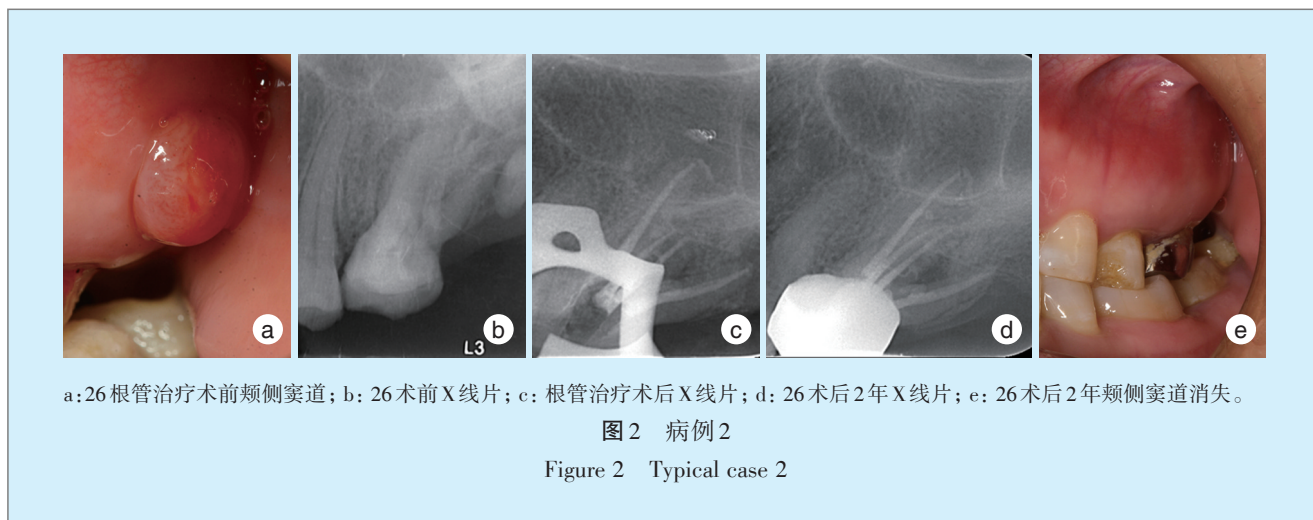 a
b
L3
c
d
e
a:26根管治疗术前颊侧窦道; b: 26术前X线片; c: 根管治疗术后X线片; d: 26术后2年X线片; e: 26术后2年颊侧窦道消失。
图2 病例2
Figure 2 Typical case 2